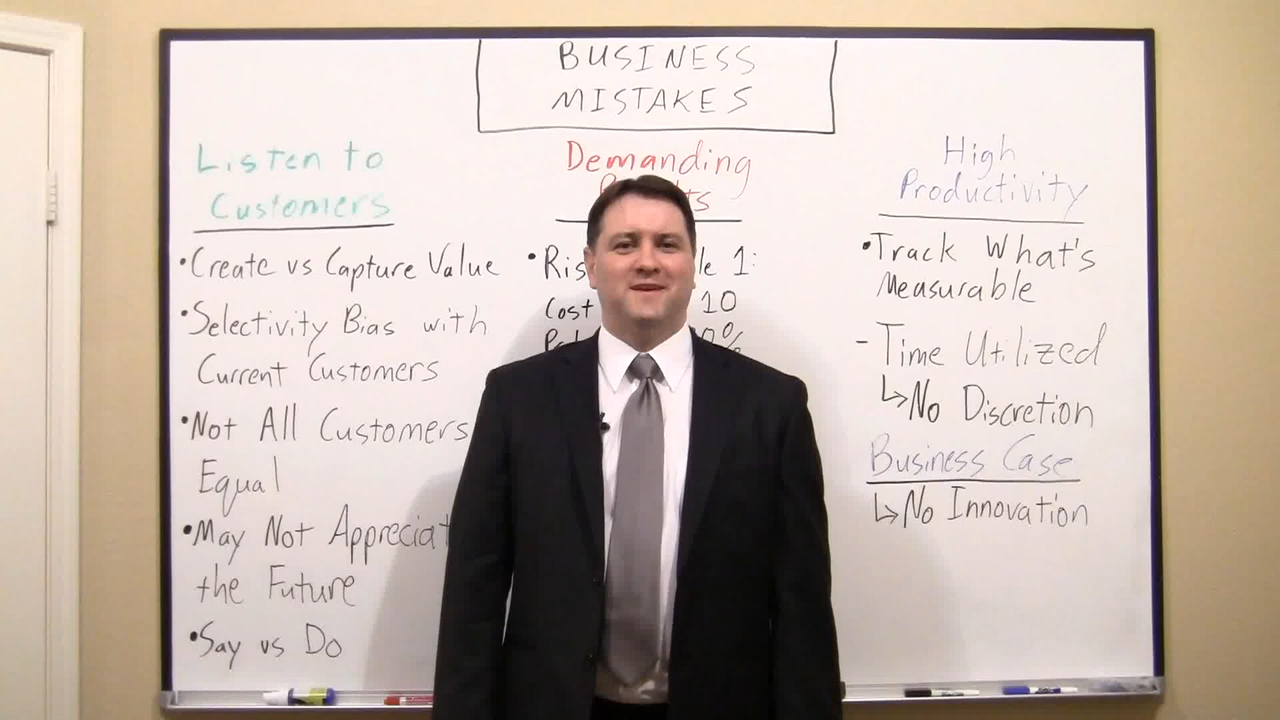 BUSINESS
MISTAKES
Listen to
Customers
•Create vs Capture Value
•Selectivity Bias with
Current Customers
•Not All Customers
Equal
•May Not
the Future
•Say vs Do
Demanding
1:
Cost 10
High
Productivity
•Track What's
Measurable
-Time Utilized
↳No Discretion
Business Case
↳No Innovation